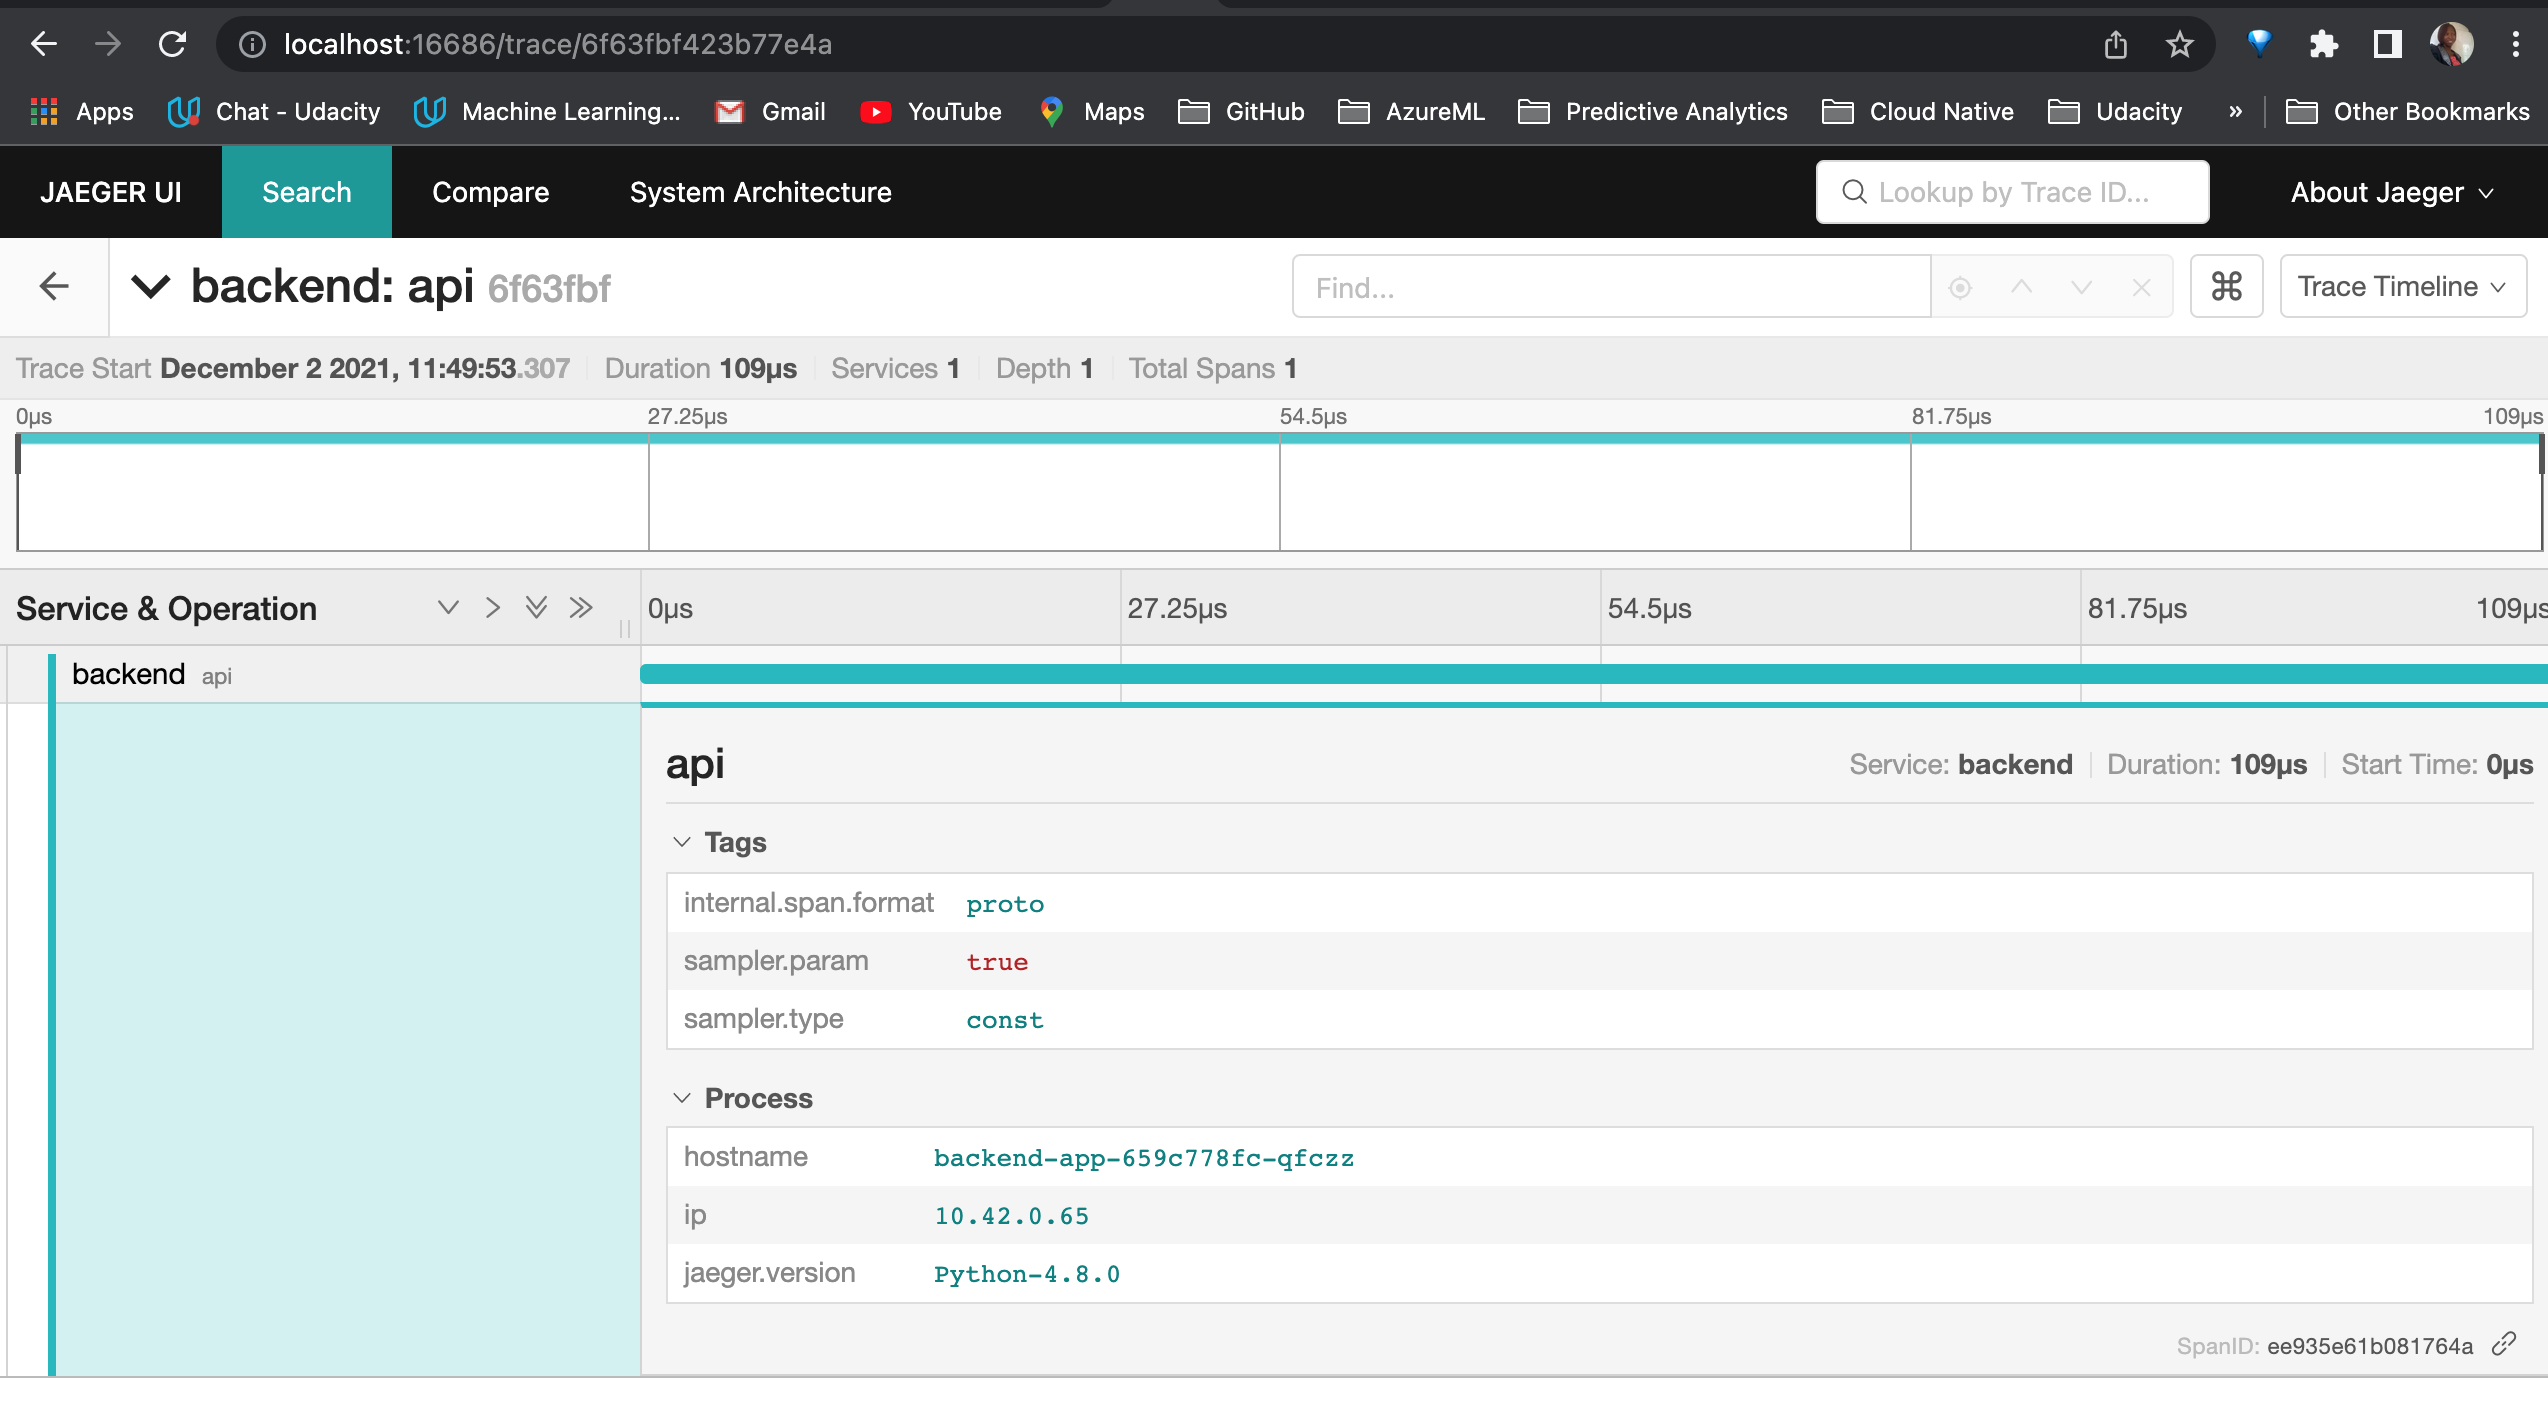 localhost:16686/trace/6f63fbf423b77e4a
Apps Chat - Udacity Machine Learning... Gmail YouTube Maps GitHub AzureML Predictive Analytics Cloud Native Udacity » Other Bookmarks
JAEGER UI Search Compare System Architecture Lookup by Trace ID... About Jaeger
backend: api 6f63fbf Find... ⌘ Trace Timeline
Trace Start December 2 2021, 11:49:53.307 Duration 109μs Services 1 Depth 1 Total Spans 1
0μs 27.25μs 54.5μs 81.75μs 109μs
Service & Operation 0μs 27.25μs 54.5μs 81.75μs 109μs
backend api
api Service: backend Duration: 109μs Start Time: 0μs
Tags
internal.span.format proto
sampler.param true
sampler.type const
Process
hostname backend-app-659c778fc-qfczz
ip 10.42.0.65
jaeger.version Python-4.8.0
SpanID: ee935e61b081764a